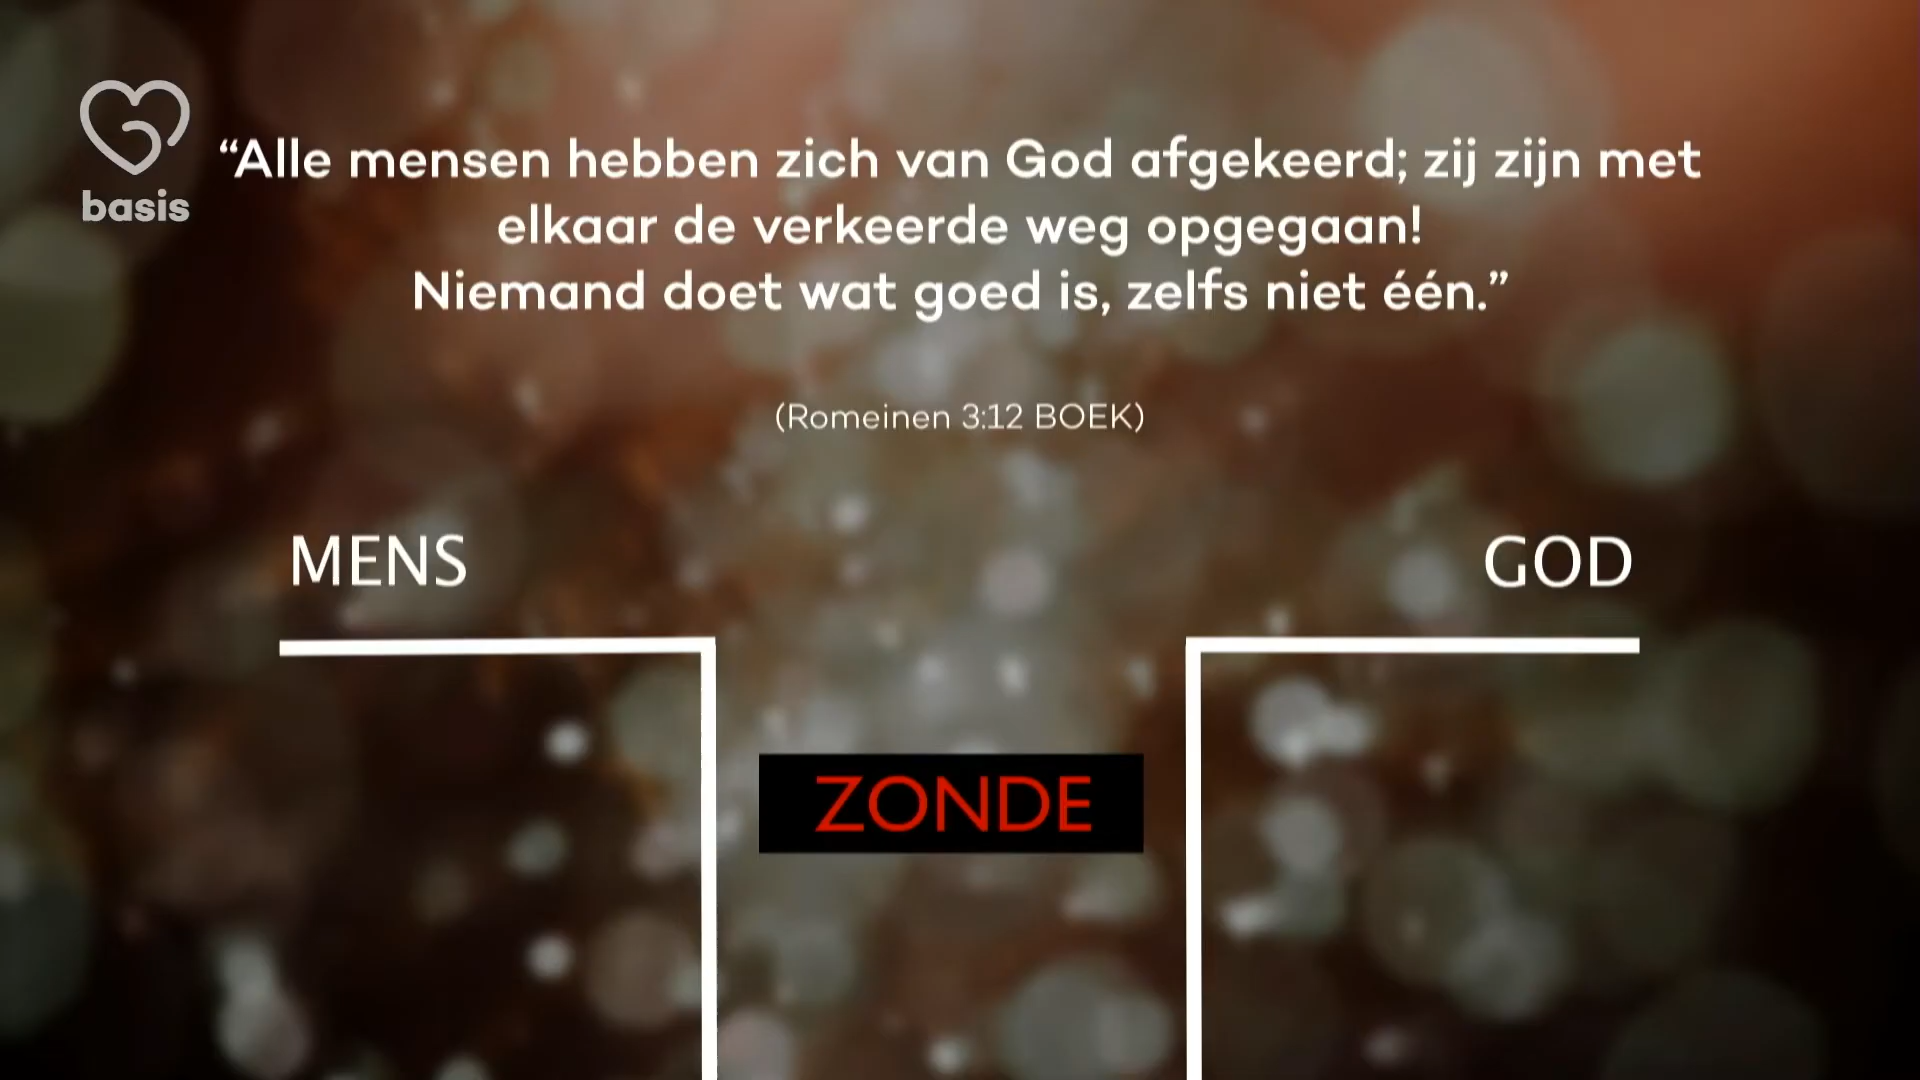 basis
“Alle mensen hebben zich van God afgekeerd; zij zijn met
elkaar de verkeerde weg opgegaan!
Niemand doet wat goed is, zelfs niet één.”
(Romeinen 3:12 BOEK)
MENS
GOD
ZONDE